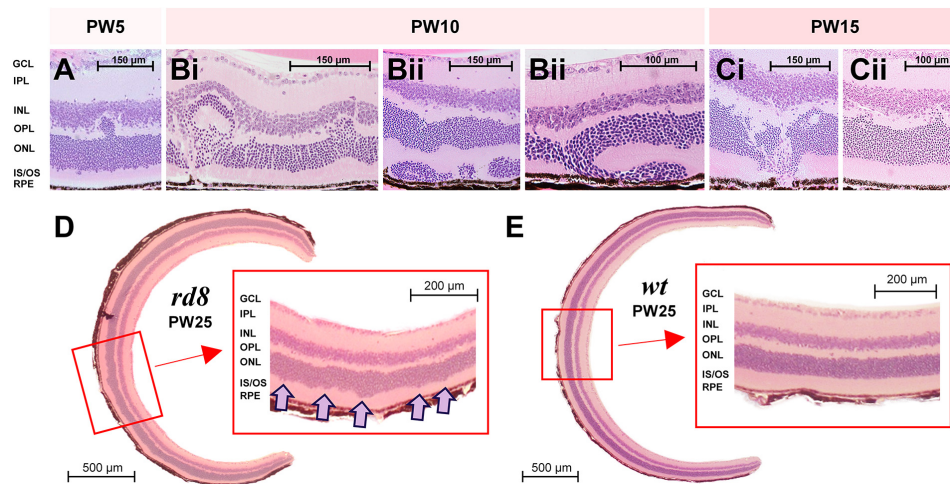 PW5 PW10 PW15
A 150 µm Bi 150 µm Bii 150 µm Bii 100 µm Ci 150 µm Cii 100 µm
GCL
IPL
INL
OPL
ONL
IS/OS
RPE
D
rd8
PW25
500 µm
200 µm
GCL
IPL
INL
OPL
ONL
IS/OS
RPE
E
wt
PW25
500 µm
200 µm
GCL
IPL
INL
OPL
ONL
IS/OS
RPE